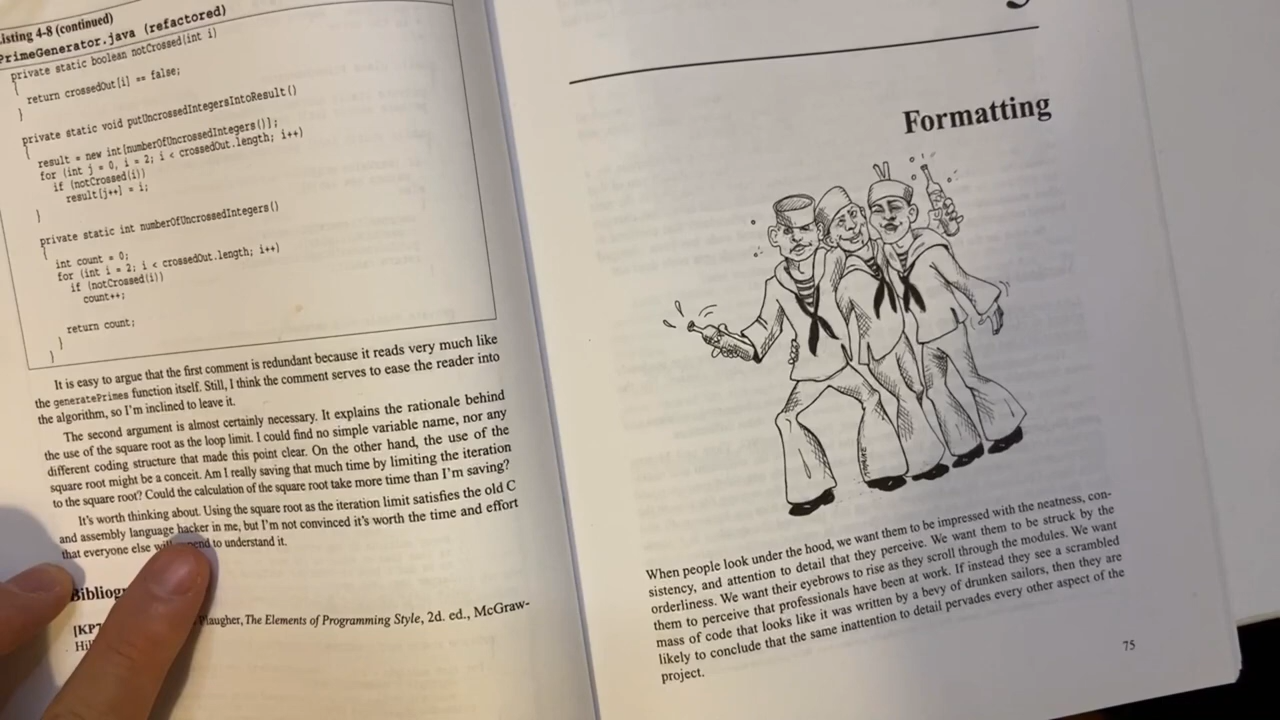 Listing 4-8 (continued)
PrimeGenerator.java (refactored)
private static boolean notCrossed(int i)
{
return crossedOut[i] == false;
}
private static void putUncrossedIntegersIntoResult()
{
result = new int[numberOfUncrossedIntegers()];
for (int j = 0, i = 2; i < crossedOut.length; i++)
if (notCrossed(i))
result[j++] = i;
}
private static int numberOfUncrossedIntegers()
{
int count = 0;
for (int i = 2; i < crossedOut.length; i++)
if (notCrossed(i))
count++;
return count;
}
}
It is easy to argue that the first comment is redundant because it reads very much like
the generatePrimes function itself. Still, I think the comment serves to ease the reader into
the algorithm, so I'm inclined to leave it.
The second argument is almost certainly necessary. It explains the rationale behind
the use of the square root as the loop limit. I could find no simple variable name, nor any
different coding structure that made this point clear. On the other hand, the use of the
square root might be a conceit. Am I really saving that much time by limiting the iteration
to the square root? Could the calculation of the square root take more time than I'm saving?
It's worth thinking about. Using the square root as the iteration limit satisfies the old C
and assembly language hacker in me, but I'm not convinced it's worth the time and effort
that everyone else will spend to understand it.
Plaugher, The Elements of Programming Style, 2d. ed., McGraw-
Formatting
When people look under the hood, we want them to be impressed with the neatness, con-
sistency, and attention to detail that they perceive. We want them to be struck by the
orderliness. We want their eyebrows to rise as they scroll through the modules. We want
them to perceive that professionals have been at work. If instead they see a scrambled
mass of code that looks like it was written by a bevy of drunken sailors, then they are
likely to conclude that the same inattention to detail pervades every other aspect of the
project.
75